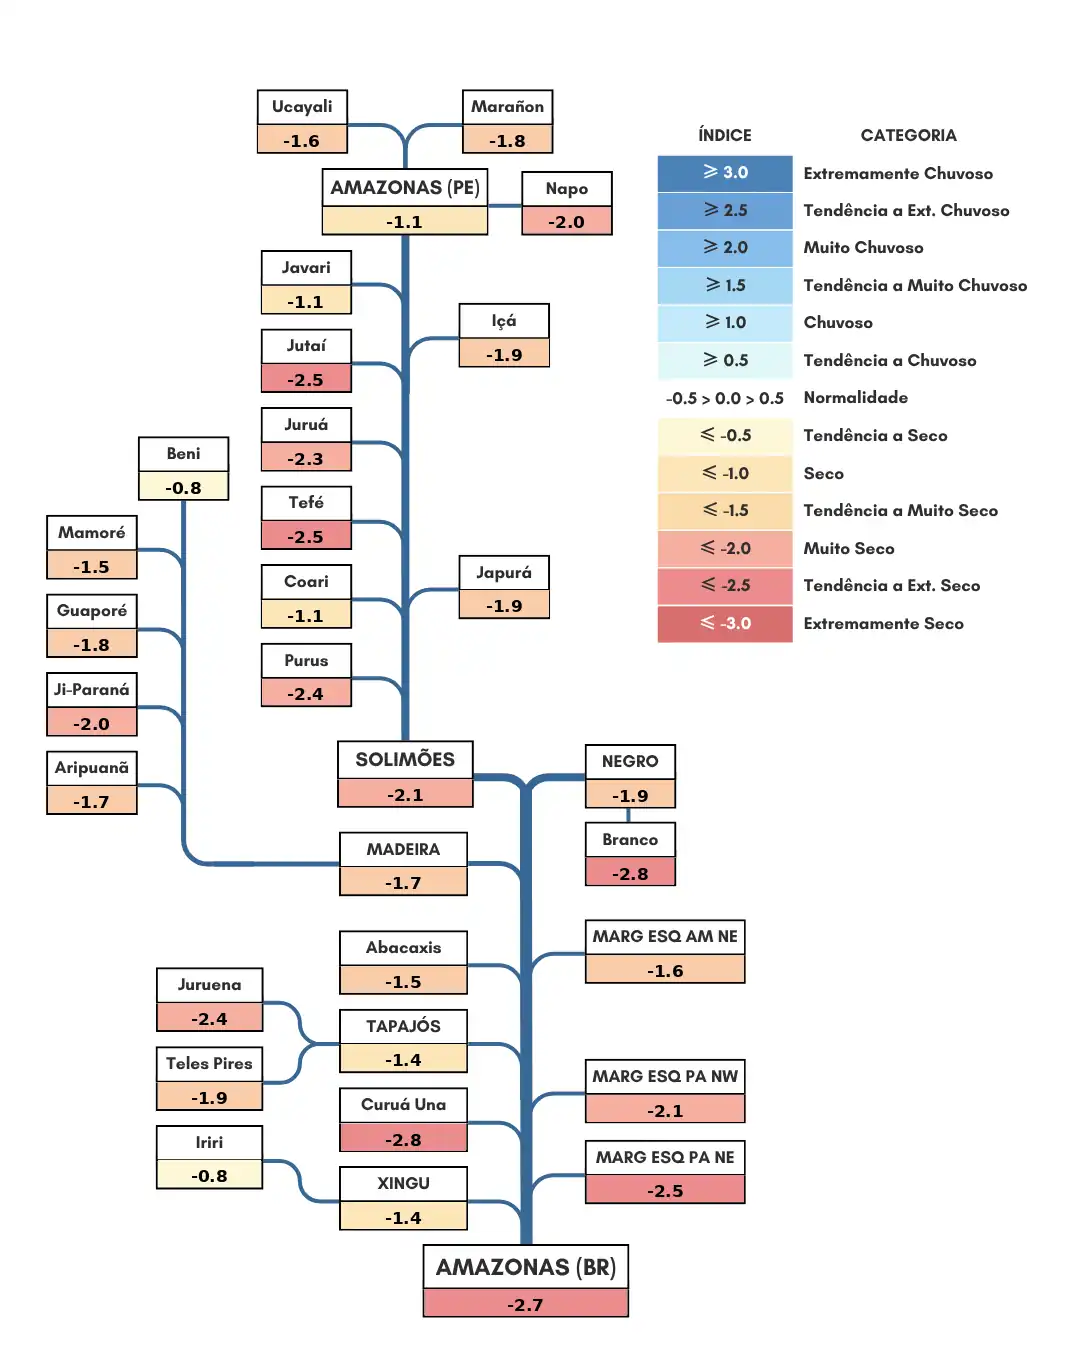 Ucayali
-1.6
Marañon
-1.8
AMAZONAS (PE)
-1.1
Napo
-2.0
Javari
-1.1
Içá
-1.9
Jutaí
-2.5
Juruá
-2.3
Beni
-0.8
Tefé
-2.5
Mamoré
-1.5
Coari
-1.1
Japurá
-1.9
Guaporé
-1.8
Purus
-2.4
Ji-Paraná
-2.0
Aripuanã
-1.7
SOLIMÕES
-2.1
NEGRO
-1.9
Branco
-2.8
MADEIRA
-1.7
MARG ESQ AM NE
-1.6
Abacaxis
-1.5
Juruena
-2.4
TAPAJÓS
-1.4
Teles Pires
-1.9
MARG ESQ PA NW
-2.1
Curuá Una
-2.8
Iriri
-0.8
MARG ESQ PA NE
-2.5
XINGU
-1.4
AMAZONAS (BR)
-2.7
ÍNDICE CATEGORIA
⩾ 3.0 Extremamente Chuvoso
⩾ 2.5 Tendência a Ext. Chuvoso
⩾ 2.0 Muito Chuvoso
⩾ 1.5 Tendência a Muito Chuvoso
⩾ 1.0 Chuvoso
⩾ 0.5 Tendência a Chuvoso
-0.5 > 0.0 > 0.5 Normalidade
⩽ -0.5 Tendência a Seco
⩽ -1.0 Seco
⩽ -1.5 Tendência a Muito Seco
⩽ -2.0 Muito Seco
⩽ -2.5 Tendência a Ext. Seco
⩽ -3.0 Extremamente Seco